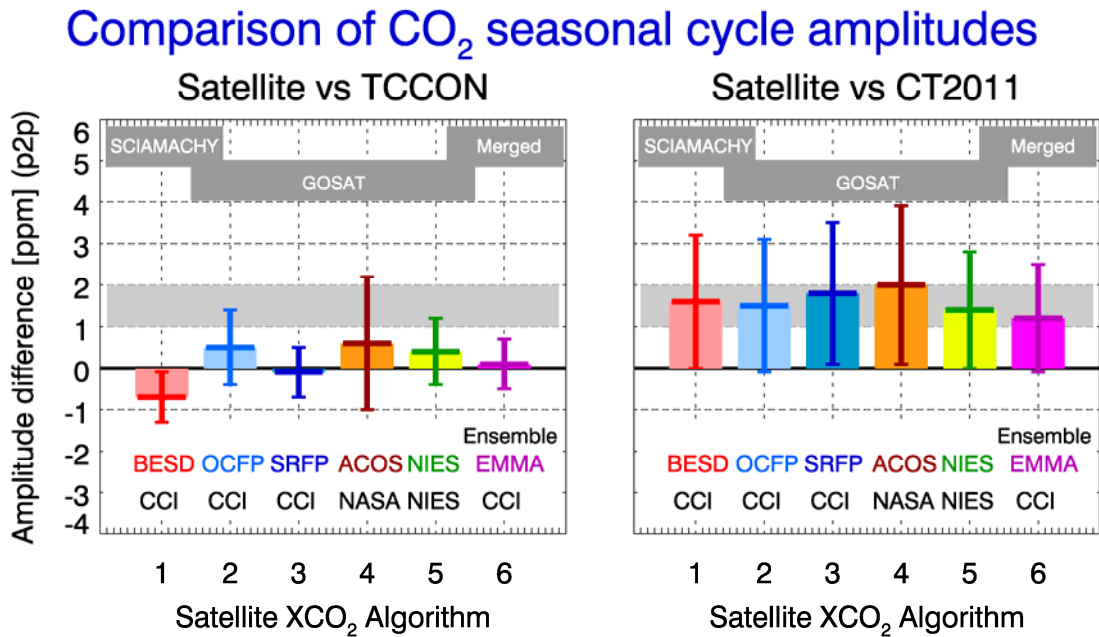 Comparison of CO₂ seasonal cycle amplitudes
Satellite vs TCCON
Amplitude difference [ppm] (p2p)
6
5
4
3
2
1
0
-1
-2
-3
-4
SCIAMACHY
Merged
GOSAT
Ensemble
BESD OCFP SRFP ACOS NIES EMMA
CCI CCI CCI NASA NIES CCI
1 2 3 4 5 6
Satellite XCO₂ Algorithm
Satellite vs CT2011
SCIAMACHY
Merged
GOSAT
Ensemble
BESD OCFP SRFP ACOS NIES EMMA
CCI CCI CCI NASA NIES CCI
1 2 3 4 5 6
Satellite XCO₂ Algorithm